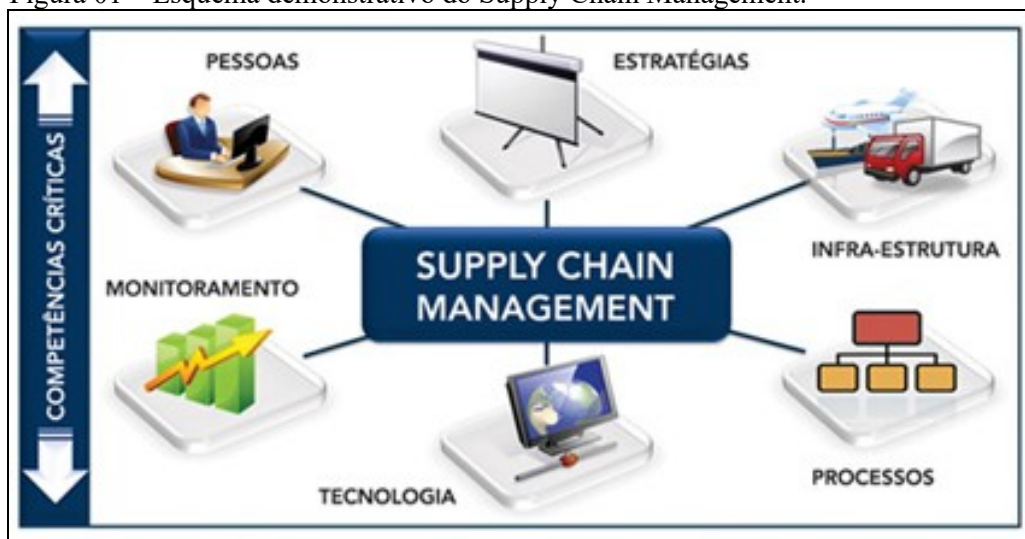 Figura 01 – Esquema demonstrativo do Supply Chain Management.
PESSOAS
ESTRATÉGIAS
INFRA-ESTRUTURA
COMPETÊNCIAS CRÍTICAS
SUPPLY CHAIN
MANAGEMENT
MONITORAMENTO
TECNOLOGIA
PROCESSOS